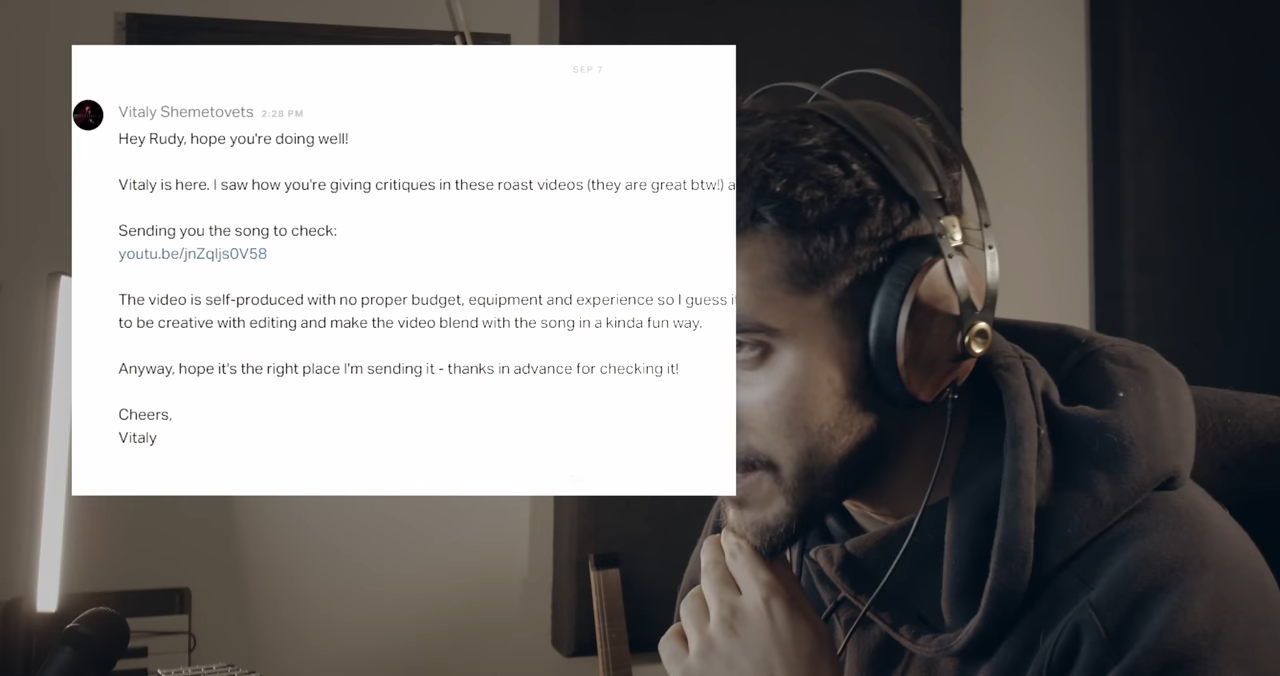 SEP 7
Vitaly Shemetovets 2:28 PM
Hey Rudy, hope you're doing well!
Vitaly is here. I saw how you're giving critiques in these roast videos (they are great btw!) a
Sending you the song to check:
youtu.be/jnZqljs0V58
The video is self-produced with no proper budget, equipment and experience so I guess i
to be creative with editing and make the video blend with the song in a kinda fun way.
Anyway, hope it's the right place I'm sending it - thanks in advance for checking it!
Cheers,
Vitaly